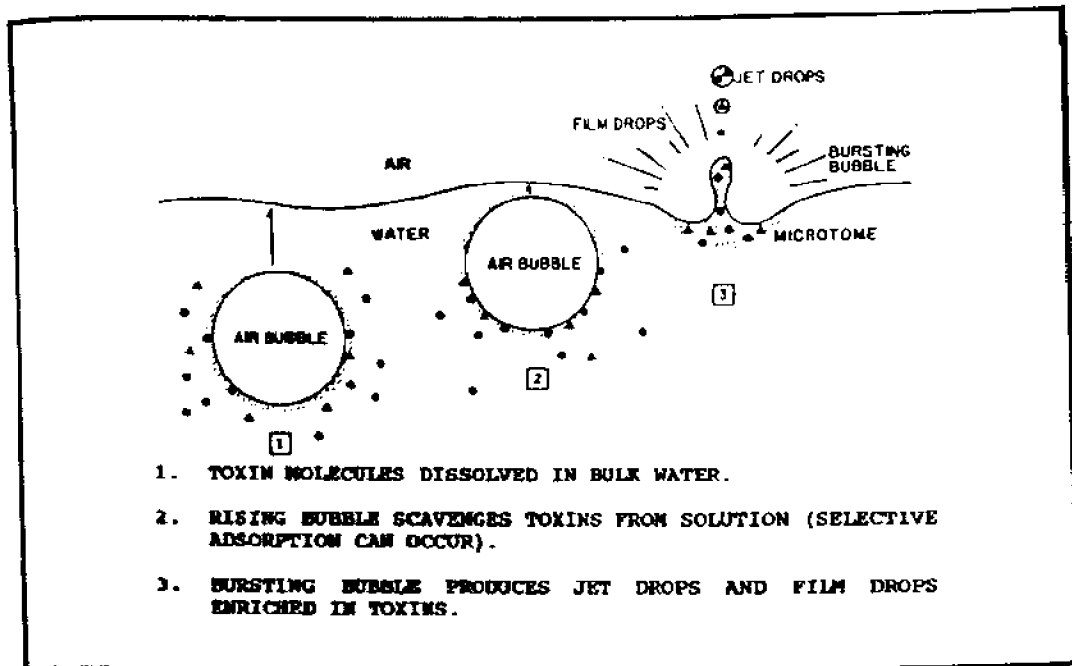 JET DROPS
FILM DROPS
BURSTING
BUBBLE
AIR
WATER
MICROTOME
AIR BUBBLE
AIR BUBBLE
3
2
1
1. TOXIN MOLECULES DISSOLVED IN BULK WATER.
2. RISING BUBBLE SCAVENGES TOXINS FROM SOLUTION (SELECTIVE
ADSORPTION CAN OCCUR).
3. BURSTING BUBBLE PRODUCES JET DROPS AND FILM DROPS
ENRICHED IN TOXINS.